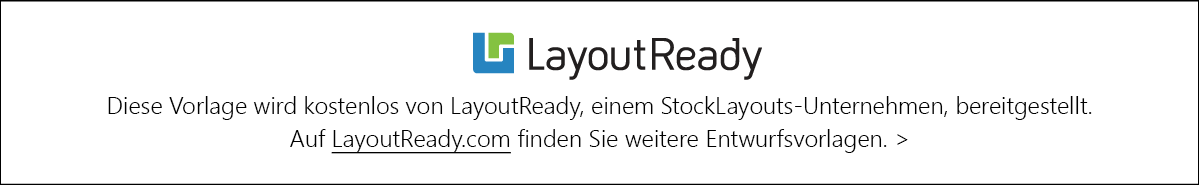 LayoutReady
Diese Vorlage wird kostenlos von LayoutReady, einem StockLayouts-Unternehmen, bereitgestellt.
Auf LayoutReady.com finden Sie weitere Entwurfsvorlagen. >